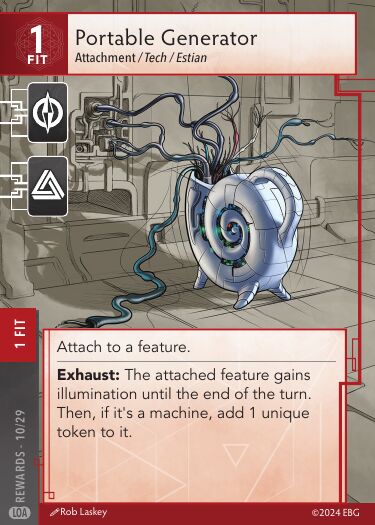 1
FIT
Portable Generator
Attachment / Tech / Estian
1 FIT
Attach to a feature.
Exhaust: The attached feature gains
illumination until the end of the turn.
Then, if it's a machine, add 1 unique
token to it.
REWARDS - 10/29
LOA
Rob Laskey
©2024 EBG